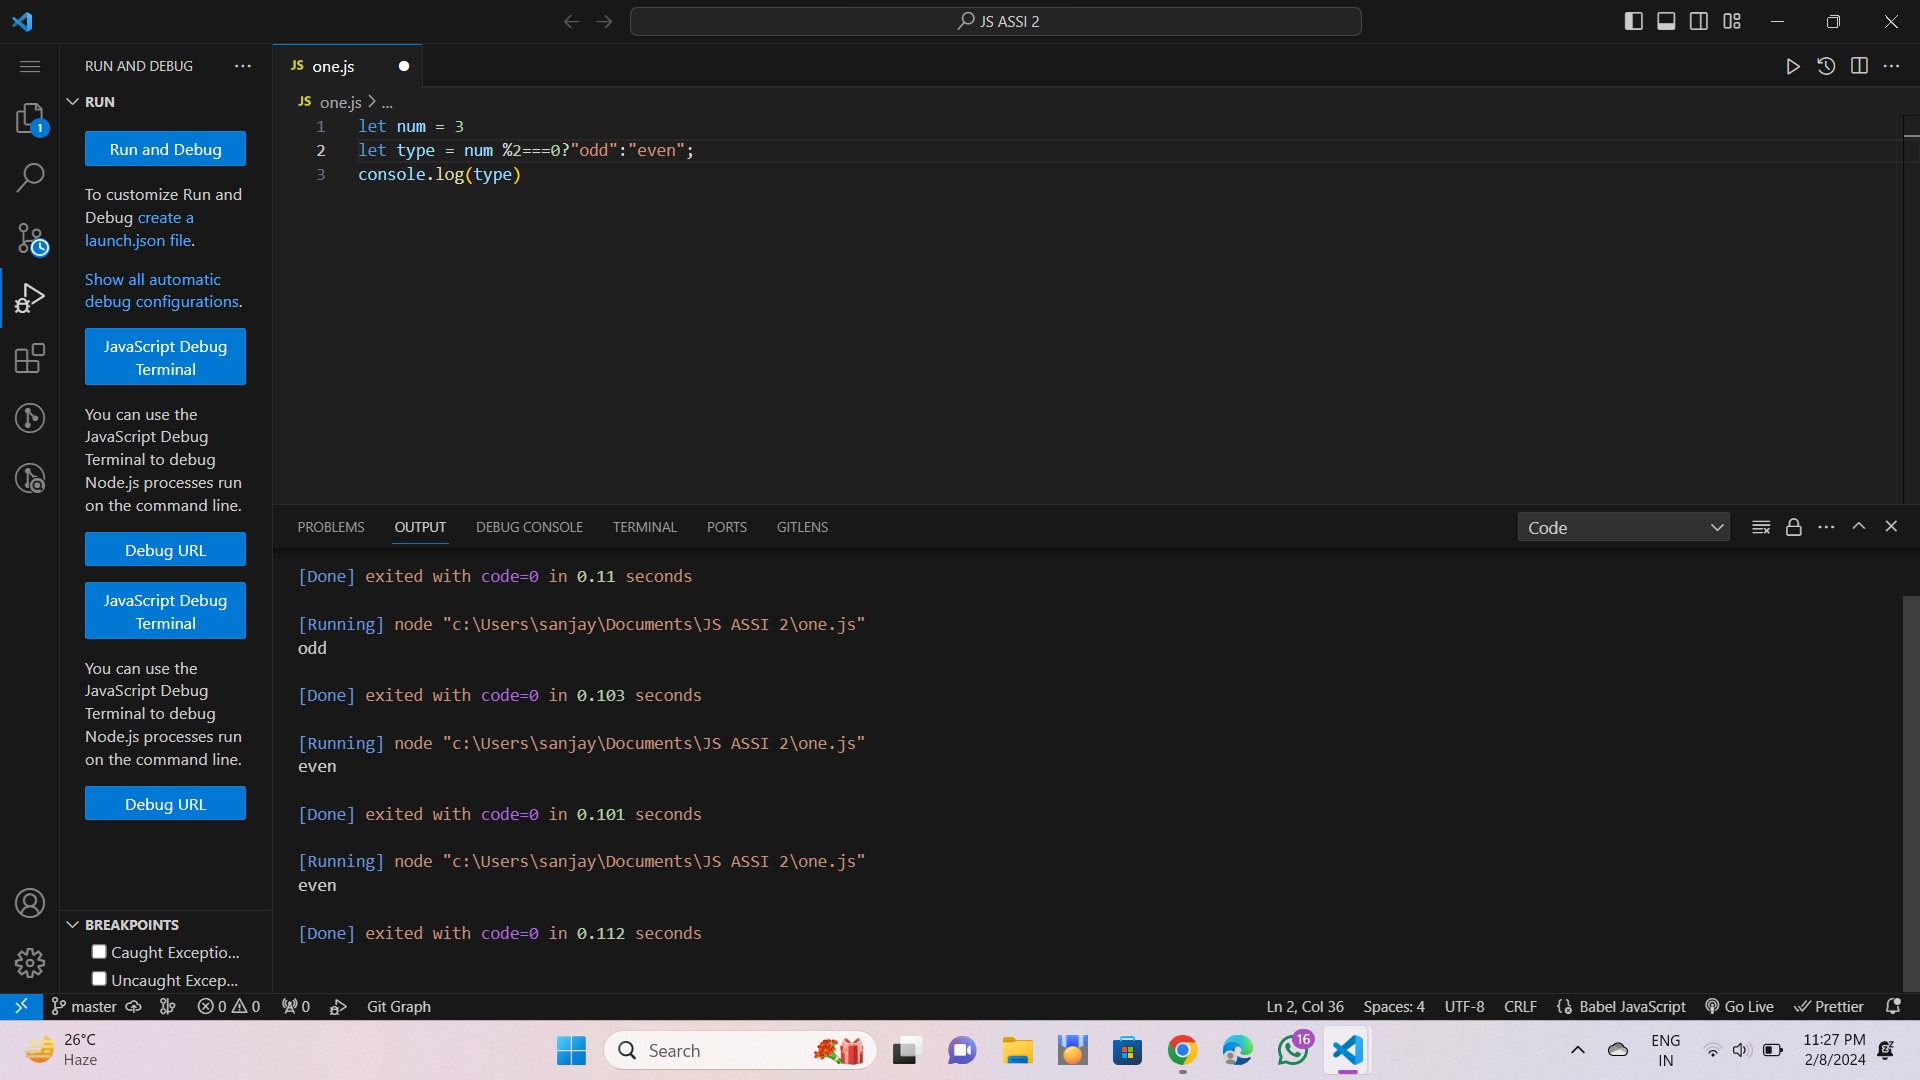 JS ASSI 2
RUN AND DEBUG
RUN
1
Run and Debug
To customize Run and
Debug create a
launch.json file.
Show all automatic
debug configurations.
JavaScript Debug
Terminal
You can use the
JavaScript Debug
Terminal to debug
Node.js processes run
on the command line.
Debug URL
JavaScript Debug
Terminal
You can use the
JavaScript Debug
Terminal to debug
Node.js processes run
on the command line.
Debug URL
BREAKPOINTS
Caught Exceptio...
Uncaught Excep...
JS one.js
JS one.js > ...
1 let num = 3
2 let type = num %2===0?"odd":"even";
3 console.log(type)
PROBLEMS OUTPUT DEBUG CONSOLE TERMINAL PORTS GITLENS Code
[Done] exited with code=0 in 0.11 seconds
[Running] node "c:\Users\sanjay\Documents\JS ASSI 2\one.js"
odd
[Done] exited with code=0 in 0.103 seconds
[Running] node "c:\Users\sanjay\Documents\JS ASSI 2\one.js"
even
[Done] exited with code=0 in 0.101 seconds
[Running] node "c:\Users\sanjay\Documents\JS ASSI 2\one.js"
even
[Done] exited with code=0 in 0.112 seconds
master 0 0 0 Git Graph Ln 2, Col 36 Spaces: 4 UTF-8 CRLF Babel JavaScript Go Live Prettier
26°C
Haze
Search
16
ENG
IN
11:27 PM
2/8/2024